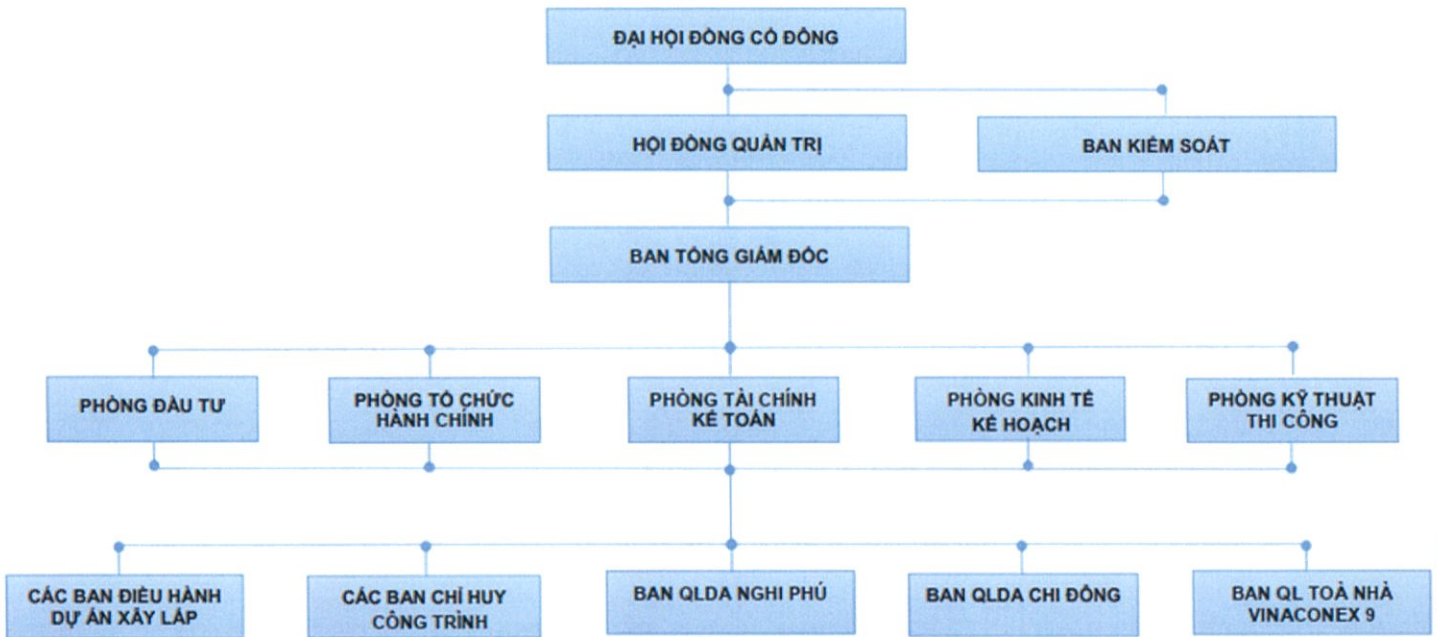 ĐẠI HỘI ĐỒNG CỔ ĐÔNG
HỘI ĐỒNG QUẢN TRỊ
BAN KIỂM SOÁT
BAN TỔNG GIÁM ĐỐC
PHÒNG ĐẦU TƯ
PHÒNG TỔ CHỨC
HÀNH CHÍNH
PHÒNG TÀI CHÍNH
KẾ TOÁN
PHÒNG KINH TẾ
KẾ HOẠCH
PHÒNG KỸ THUẬT
THI CÔNG
CÁC BAN ĐIỀU HÀNH
DỰ ÁN XÂY LẮP
CÁC BAN CHỈ HUY
CÔNG TRÌNH
BAN QLDA NGHI PHÚ
BAN QLDA CHI ĐÔNG
BAN QL TOÀ NHÀ
VINACONEX 9